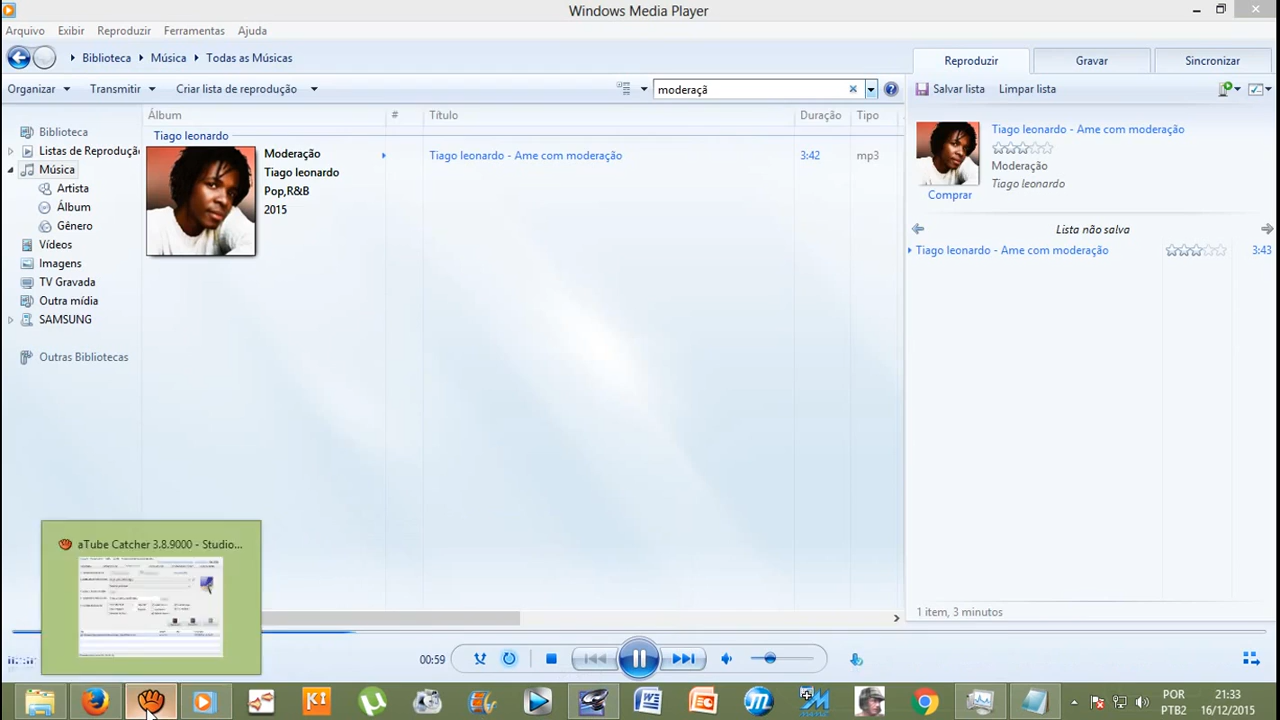 Windows Media Player
Arquivo Exibir Reproduzir Ferramentas Ajuda
Biblioteca Música Todas as Músicas
Reproduzir Gravar Sincronizar
Organizar Transmitir Criar lista de reprodução moderaçã Salvar lista Limpar lista
Álbum # Título Duração Tipo
Tiago leonardo
Moderação
Tiago leonardo
Pop,R&B
2015
Tiago leonardo - Ame com moderação 3:42 mp3
Biblioteca
Listas de Reproduçã
Música
Artista
Álbum
Gênero
Vídeos
Imagens
TV Gravada
Outra mídia
SAMSUNG
Outras Bibliotecas
Tiago leonardo - Ame com moderação
Moderação
Tiago leonardo
Comprar
Lista não salva
Tiago leonardo - Ame com moderação 3:43
1 item, 3 minutos
aTube Catcher 3.8.9000 - Studio...
00:59
POR 21:33
PTB2 16/12/2015